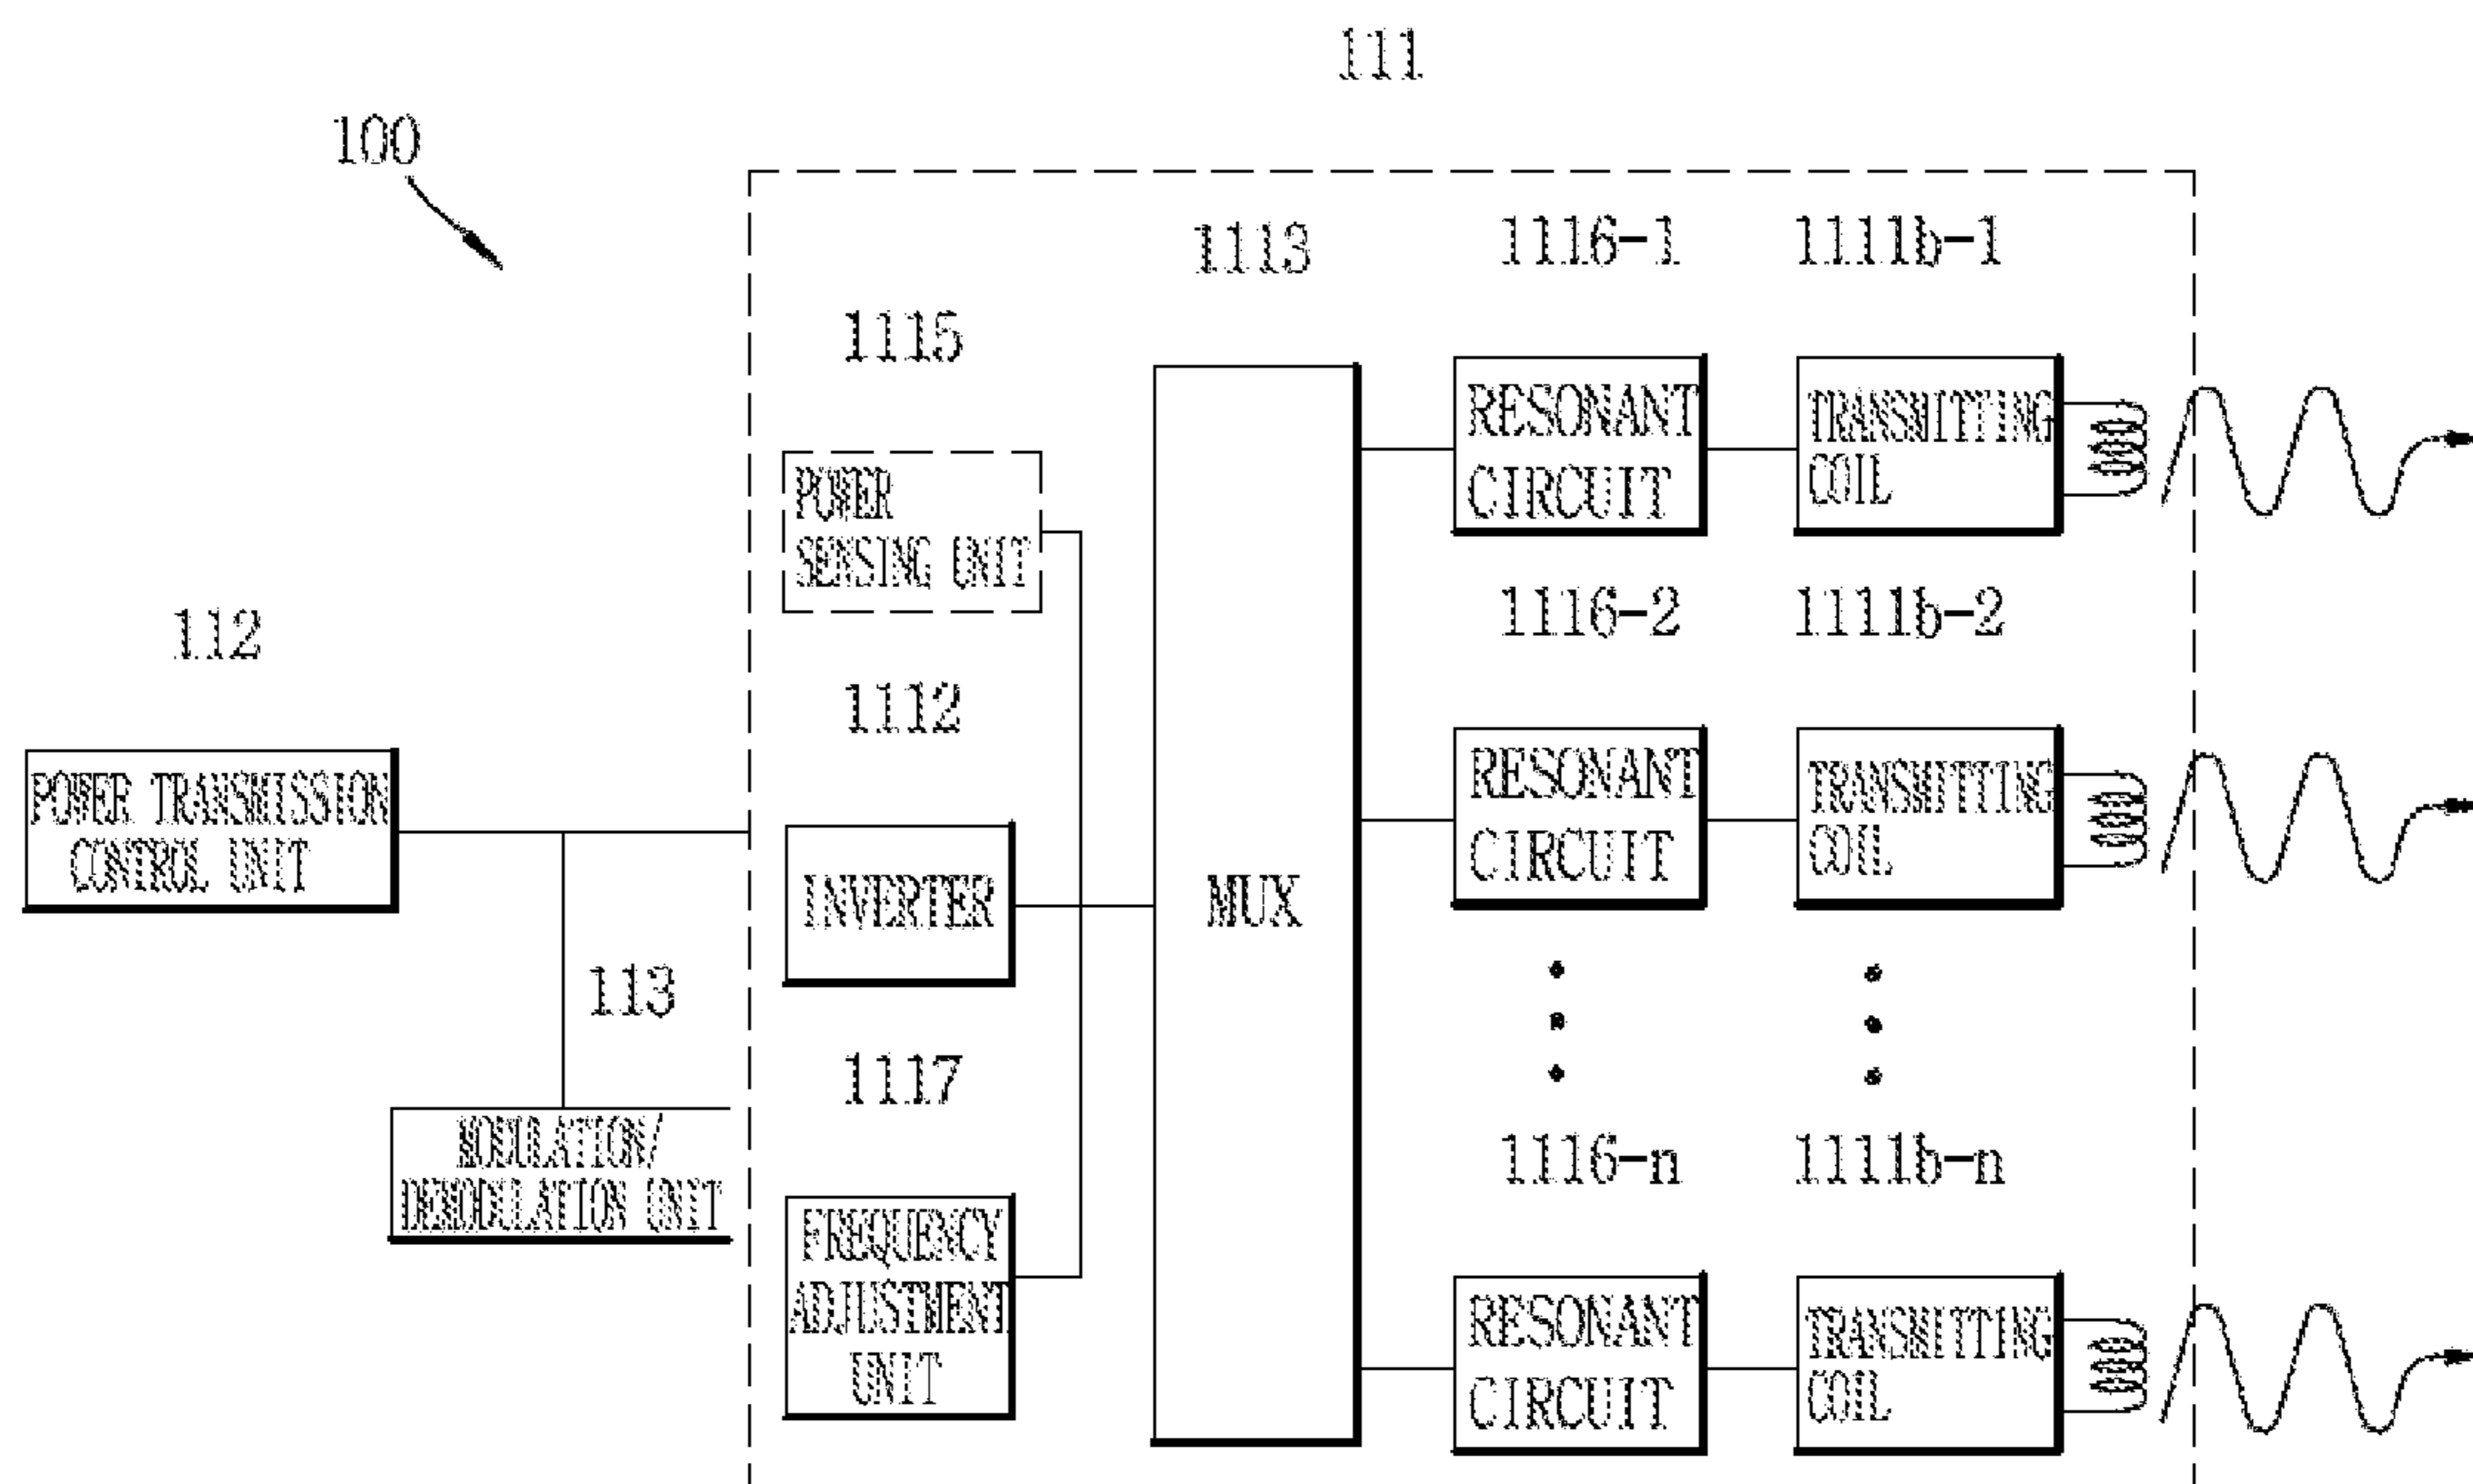 111
100
1113
1116-1
1111b-1
1115
RESONANT
CIRCUIT
TRANSMITTING
COIL
POWER
SENSING UNIT
1116-2
1111b-2
112
1112
POWER TRANSMISSION
CONTROL UNIT
INVERTER
MUX
RESONANT
CIRCUIT
TRANSMITTING
COIL
113
1117
MODULATION/
DEMODULATION UNIT
1116-n
1111b-n
FREQUENCY
ADJUSTMENT
UNIT
RESONANT
CIRCUIT
TRANSMITTING
COIL